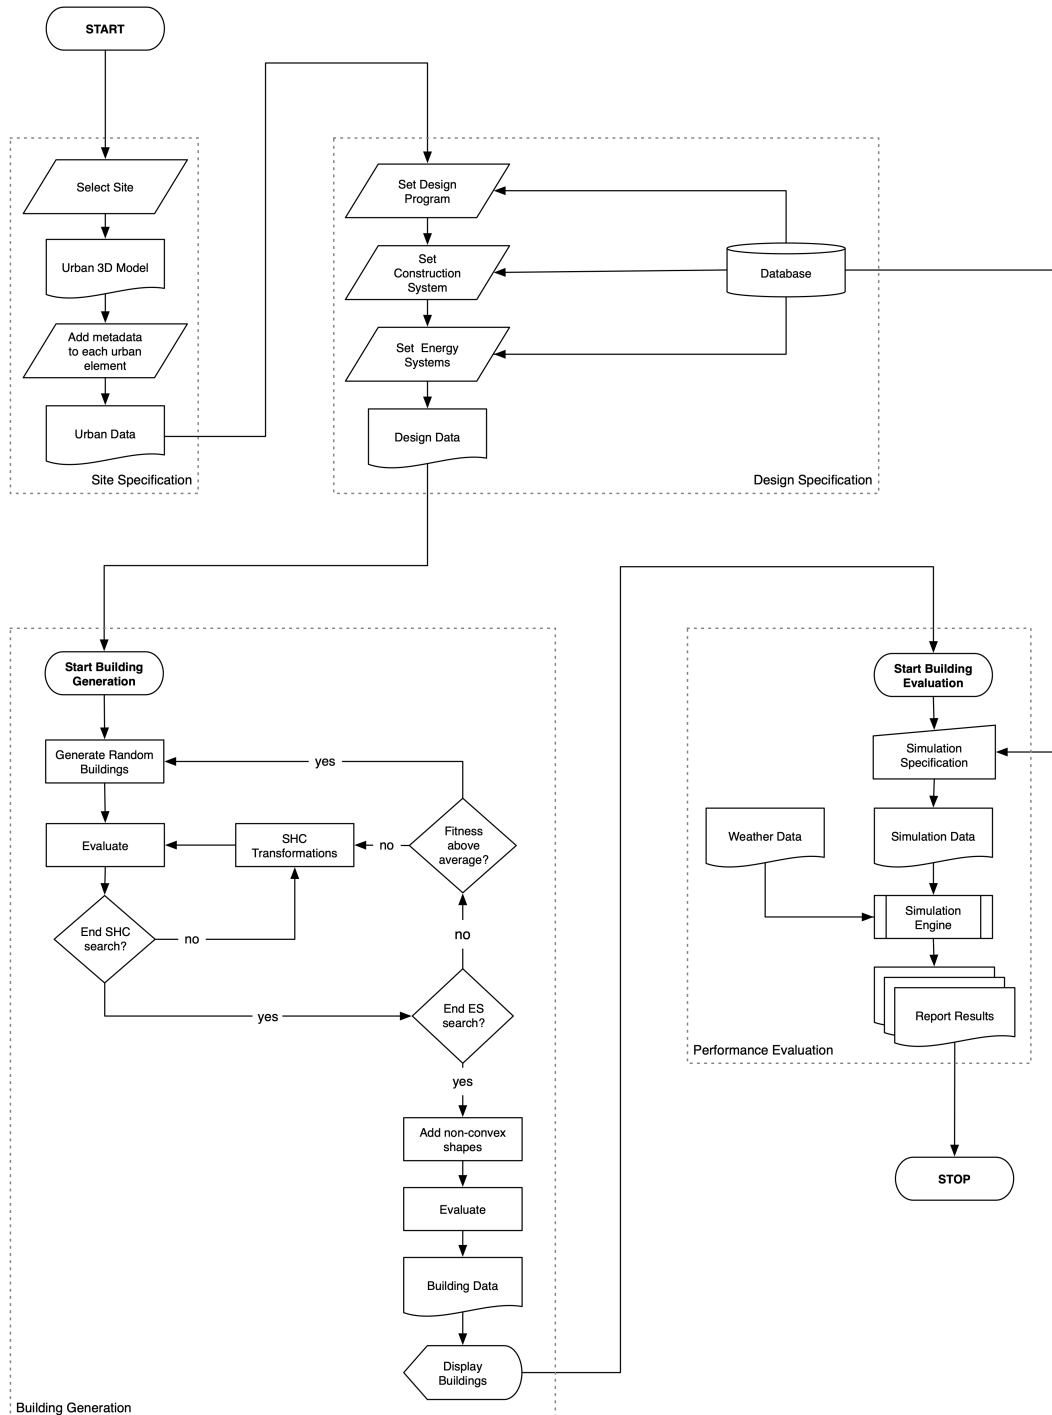 START
Select Site
Urban 3D Model
Add metadata
to each urban
element
Urban Data
Site Specification
Set Design
Program
Set
Construction
System
Set Energy
Systems
Design Data
Database
Design Specification
Start Building
Generation
Generate Random
Buildings
yes
Evaluate
SHC
Transformations
no
Fitness
above
average?
End SHC
search?
no
no
yes
End ES
search?
yes
Add non-convex
shapes
Evaluate
Building Data
Display
Buildings
Building Generation
Start Building
Evaluation
Simulation
Specification
Weather Data
Simulation Data
Simulation
Engine
Report Results
Performance Evaluation
STOP